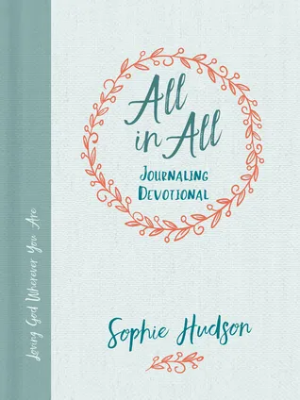 All
in All
Journaling
Devotional
Sophie Hudson
Loving God Wherever You Are